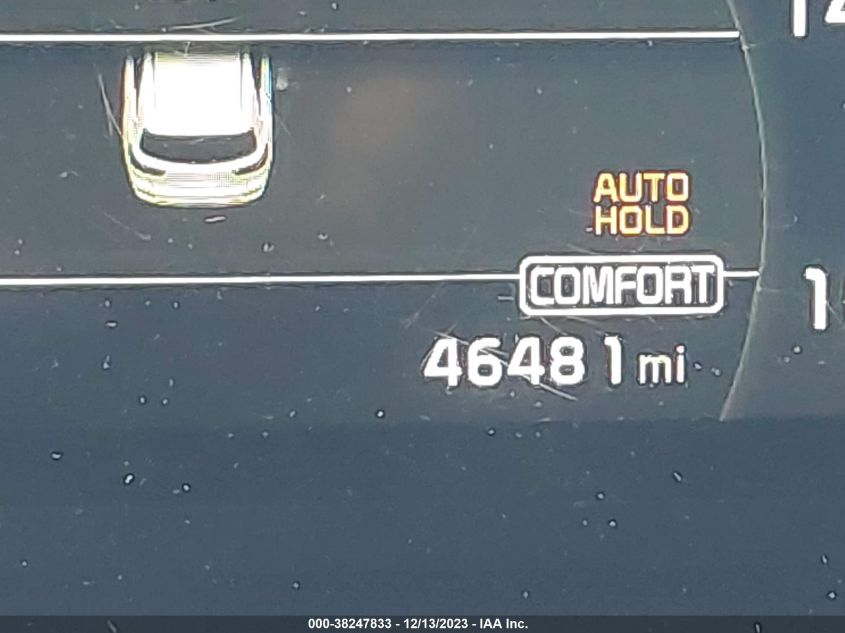 AUTO
HOLD
COMFORT
46481 mi
000-38247833 - 12/13/2023 - IAA Inc.